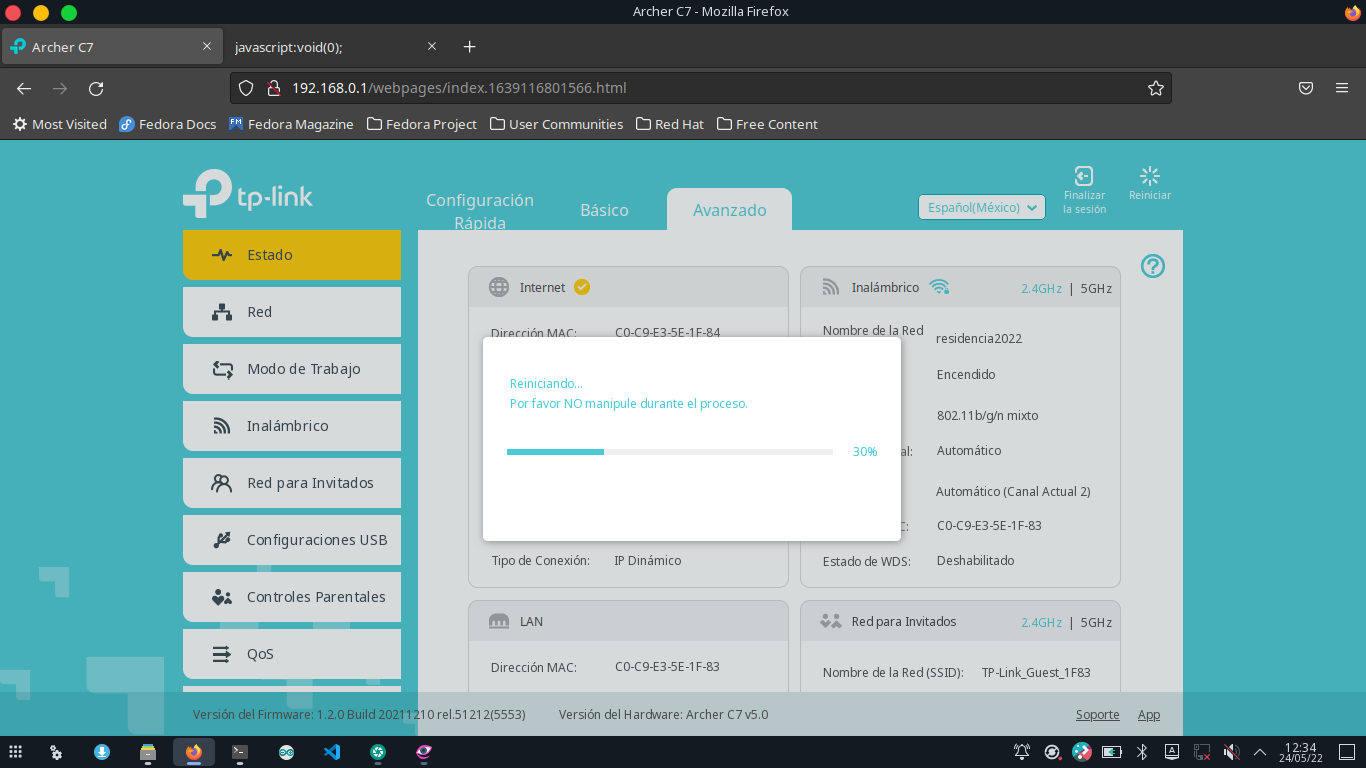 Archer C7 - Mozilla Firefox
Archer C7
javascript:void(0);
192.168.0.1/webpages/index.1639116801566.html
Most Visited
Fedora Docs
FM
Fedora Magazine
Fedora Project
User Communities
Red Hat
Free Content
tp-link
Configuración
Rápida
Básico
Avanzado
Español(México)
Finalizar
la sesión
Reiniciar
Estado
Red
Modo de Trabajo
Inalámbrico
Red para Invitados
Configuraciones USB
Controles Parentales
QoS
Internet
Dirección MAC: C0-C9-E3-5E-1F-84
Tipo de Conexión: IP Dinámico
Inalámbrico
2.4GHz | 5GHz
Nombre de la Red
residencia2022
Encendido
802.11b/g/n mixto
al: Automático
Automático (Canal Actual 2)
C: C0-C9-E3-5E-1F-83
Estado de WDS: Deshabilitado
Reiniciando...
Por favor NO manipule durante el proceso.
30%
LAN
Dirección MAC: C0-C9-E3-5E-1F-83
Red para Invitados
2.4GHz | 5GHz
Nombre de la Red (SSID): TP-Link_Guest_1F83
Versión del Firmware: 1.2.0 Build 20211210 rel.51212(5553)
Versión del Hardware: Archer C7 v5.0
Soporte
App
12:34
24/05/22